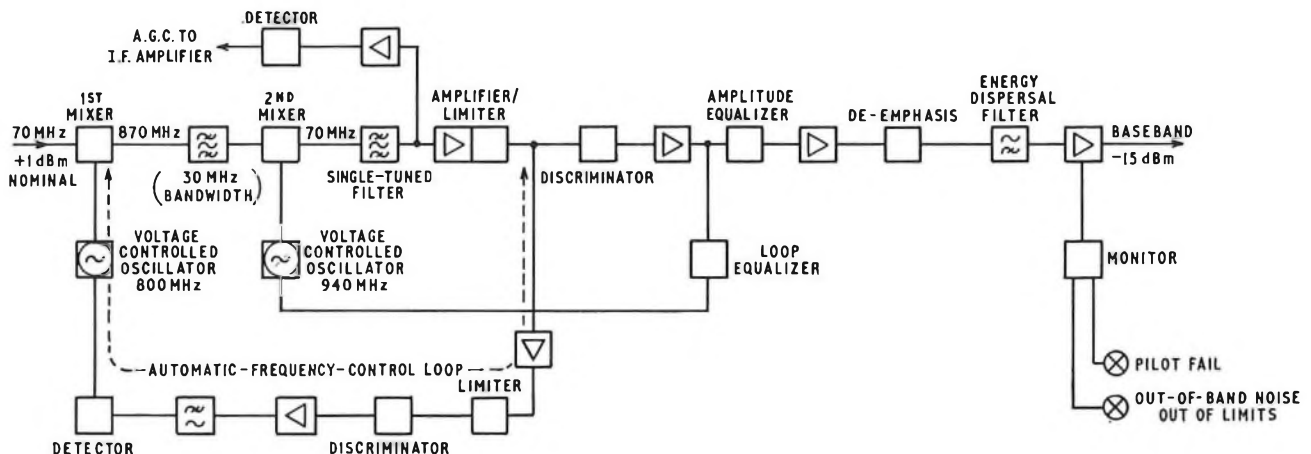 DETECTOR
A.G.C. TO
I.F. AMPLIFIER
1ST
MIXER
2ND
MIXER
AMPLIFIER/
LIMITER
AMPLITUDE
EQUALIZER
DE-EMPHASIS
ENERGY
DISPERSAL
FILTER
70 MHz
870 MHz
70 MHz
BASEBAND
+1 dBm
NOMINAL
-15 dBm
(30 MHz
BANDWIDTH)
SINGLE-TUNED
FILTER
DISCRIMINATOR
VOLTAGE
CONTROLLED
OSCILLATOR
800 MHz
VOLTAGE
CONTROLLED
OSCILLATOR
940 MHz
LOOP
EQUALIZER
MONITOR
AUTOMATIC-FREQUENCY-CONTROL LOOP
LIMITER
PILOT FAIL
OUT-OF-BAND NOISE
OUT OF LIMITS
DETECTOR
DISCRIMINATOR